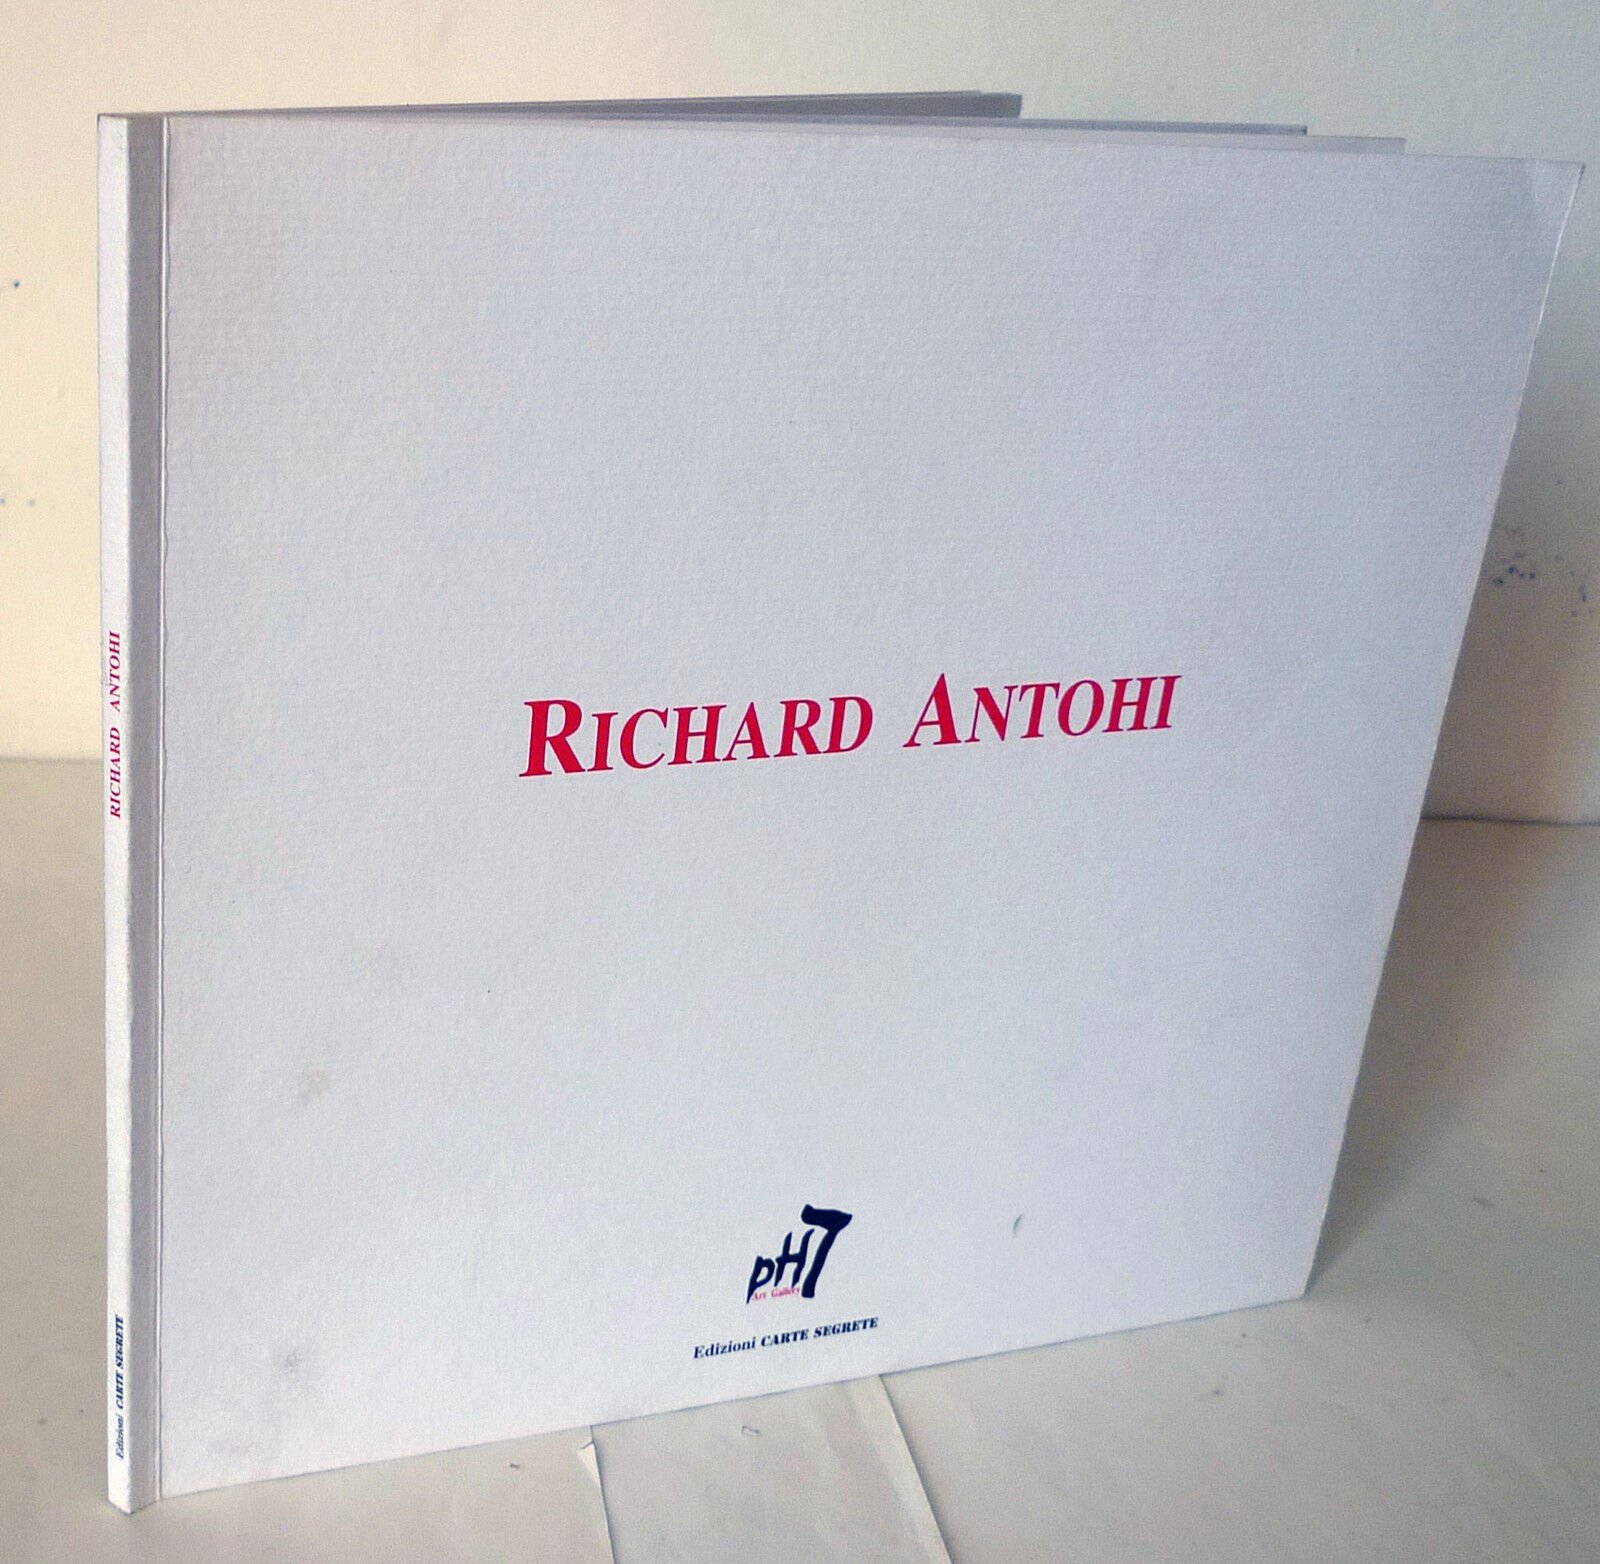 RICHARD ANTOHI
Edizioni CARTE SEGRETE
RICHARD ANTOHI
pH7
Art Gallery
Edizioni CARTE SEGRETE